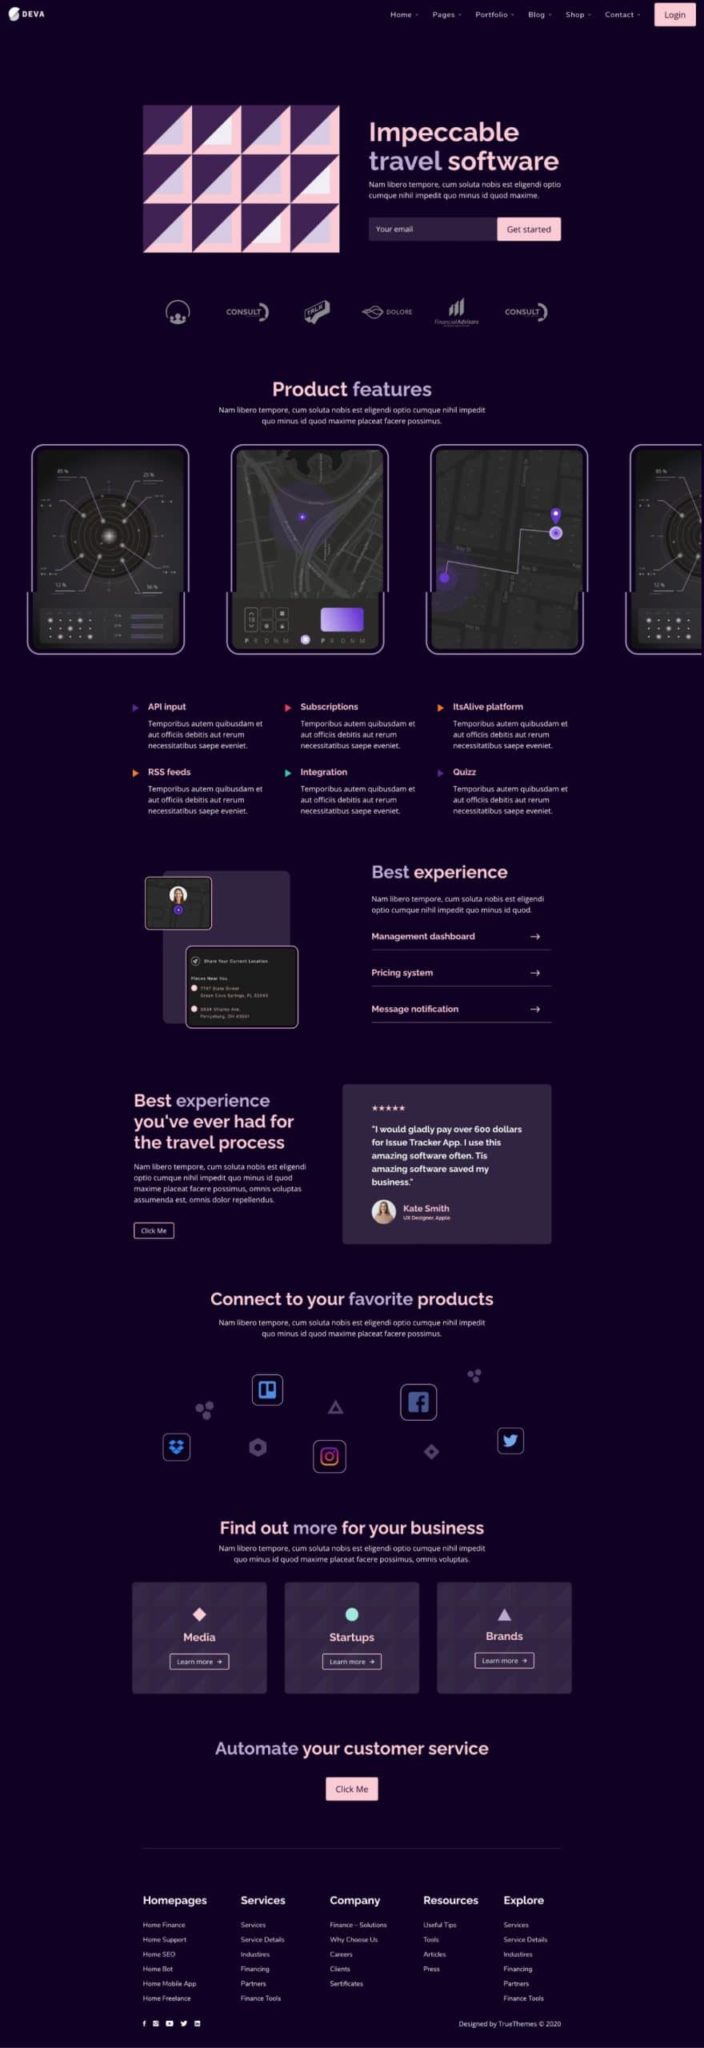 DEVA
Home Pages Portfolio Blog Shop Contact Login
Impeccable
travel software
Nam libero tempore, cum soluta nobis est eligendi optio
cumque nihil impedit quo minus id quod maxime.
Your email Get started
CONSULT
TALK
DOLORE
FinancialAdvisors
CONSULT
Product features
Nam libero tempore, cum soluta nobis est eligendi optio cumque nihil impedit
quo minus id quod maxime placeat facere possimus.
85 % 25 %
12 % 56 %
P R D N M P R D N M
85 %
12 %
API input
Temporibus autem quibusdam et
aut officiis debitis aut rerum
necessitatibus saepe eveniet.
Subscriptions
Temporibus autem quibusdam et
aut officiis debitis aut rerum
necessitatibus saepe eveniet.
ItsAlive platform
Temporibus autem quibusdam et
aut officiis debitis aut rerum
necessitatibus saepe eveniet.
RSS feeds
Temporibus autem quibusdam et
aut officiis debitis aut rerum
necessitatibus saepe eveniet.
Integration
Temporibus autem quibusdam et
aut officiis debitis aut rerum
necessitatibus saepe eveniet.
Quizz
Temporibus autem quibusdam et
aut officiis debitis aut rerum
necessitatibus saepe eveniet.
Share Your Current Location
Places Near You
Best experience
Nam libero tempore, cum soluta nobis est eligendi
optio cumque nihil impedit quo minus id quod.
Management dashboard →
Pricing system →
Message notification →
Best experience
you've ever had for
the travel process
Nam libero tempore, cum soluta nobis est eligendi
optio cumque nihil impedit quo minus id quod
maxime placeat facere possimus, omnis voluptas
assumenda est, omnis dolor repellendus.
Click Me
★★★★★
"I would gladly pay over 600 dollars
for Issue Tracker App. I use this
amazing software often. Tis
amazing software saved my
business."
Kate Smith
UX Designer, Apple
Connect to your favorite products
Nam libero tempore, cum soluta nobis est eligendi optio cumque nihil impedit
quo minus id quod maxime placeat facere possimus.
Find out more for your business
Nam libero tempore, cum soluta nobis est eligendi optio cumque nihil impedit
quo minus id quod maxime placeat facere possimus, omnis voluptas.
Media
Learn more →
Startups
Learn more →
Brands
Learn more →
Automate your customer service
Click Me
Homepages
Home Finance
Home Support
Home SEO
Home Bot
Home Mobile App
Home Freelance
Services
Services
Service Details
Industires
Financing
Partners
Finance Tools
Company
Finance – Solutions
Why Choose Us
Careers
Clients
Sertificates
Resources
Useful Tips
Tools
Articles
Press
Explore
Services
Service Details
Industires
Financing
Partners
Finance Tools
Designed by TrueThemes © 2020